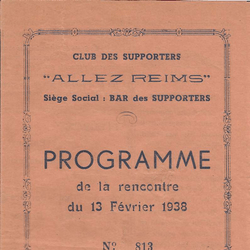 CLUB DES SUPPORTERS
"ALLEZ REIMS"
Siège Social : BAR des SUPPORTERS
PROGRAMME
de la rencontre
du 13 Février 1938
Nº 813